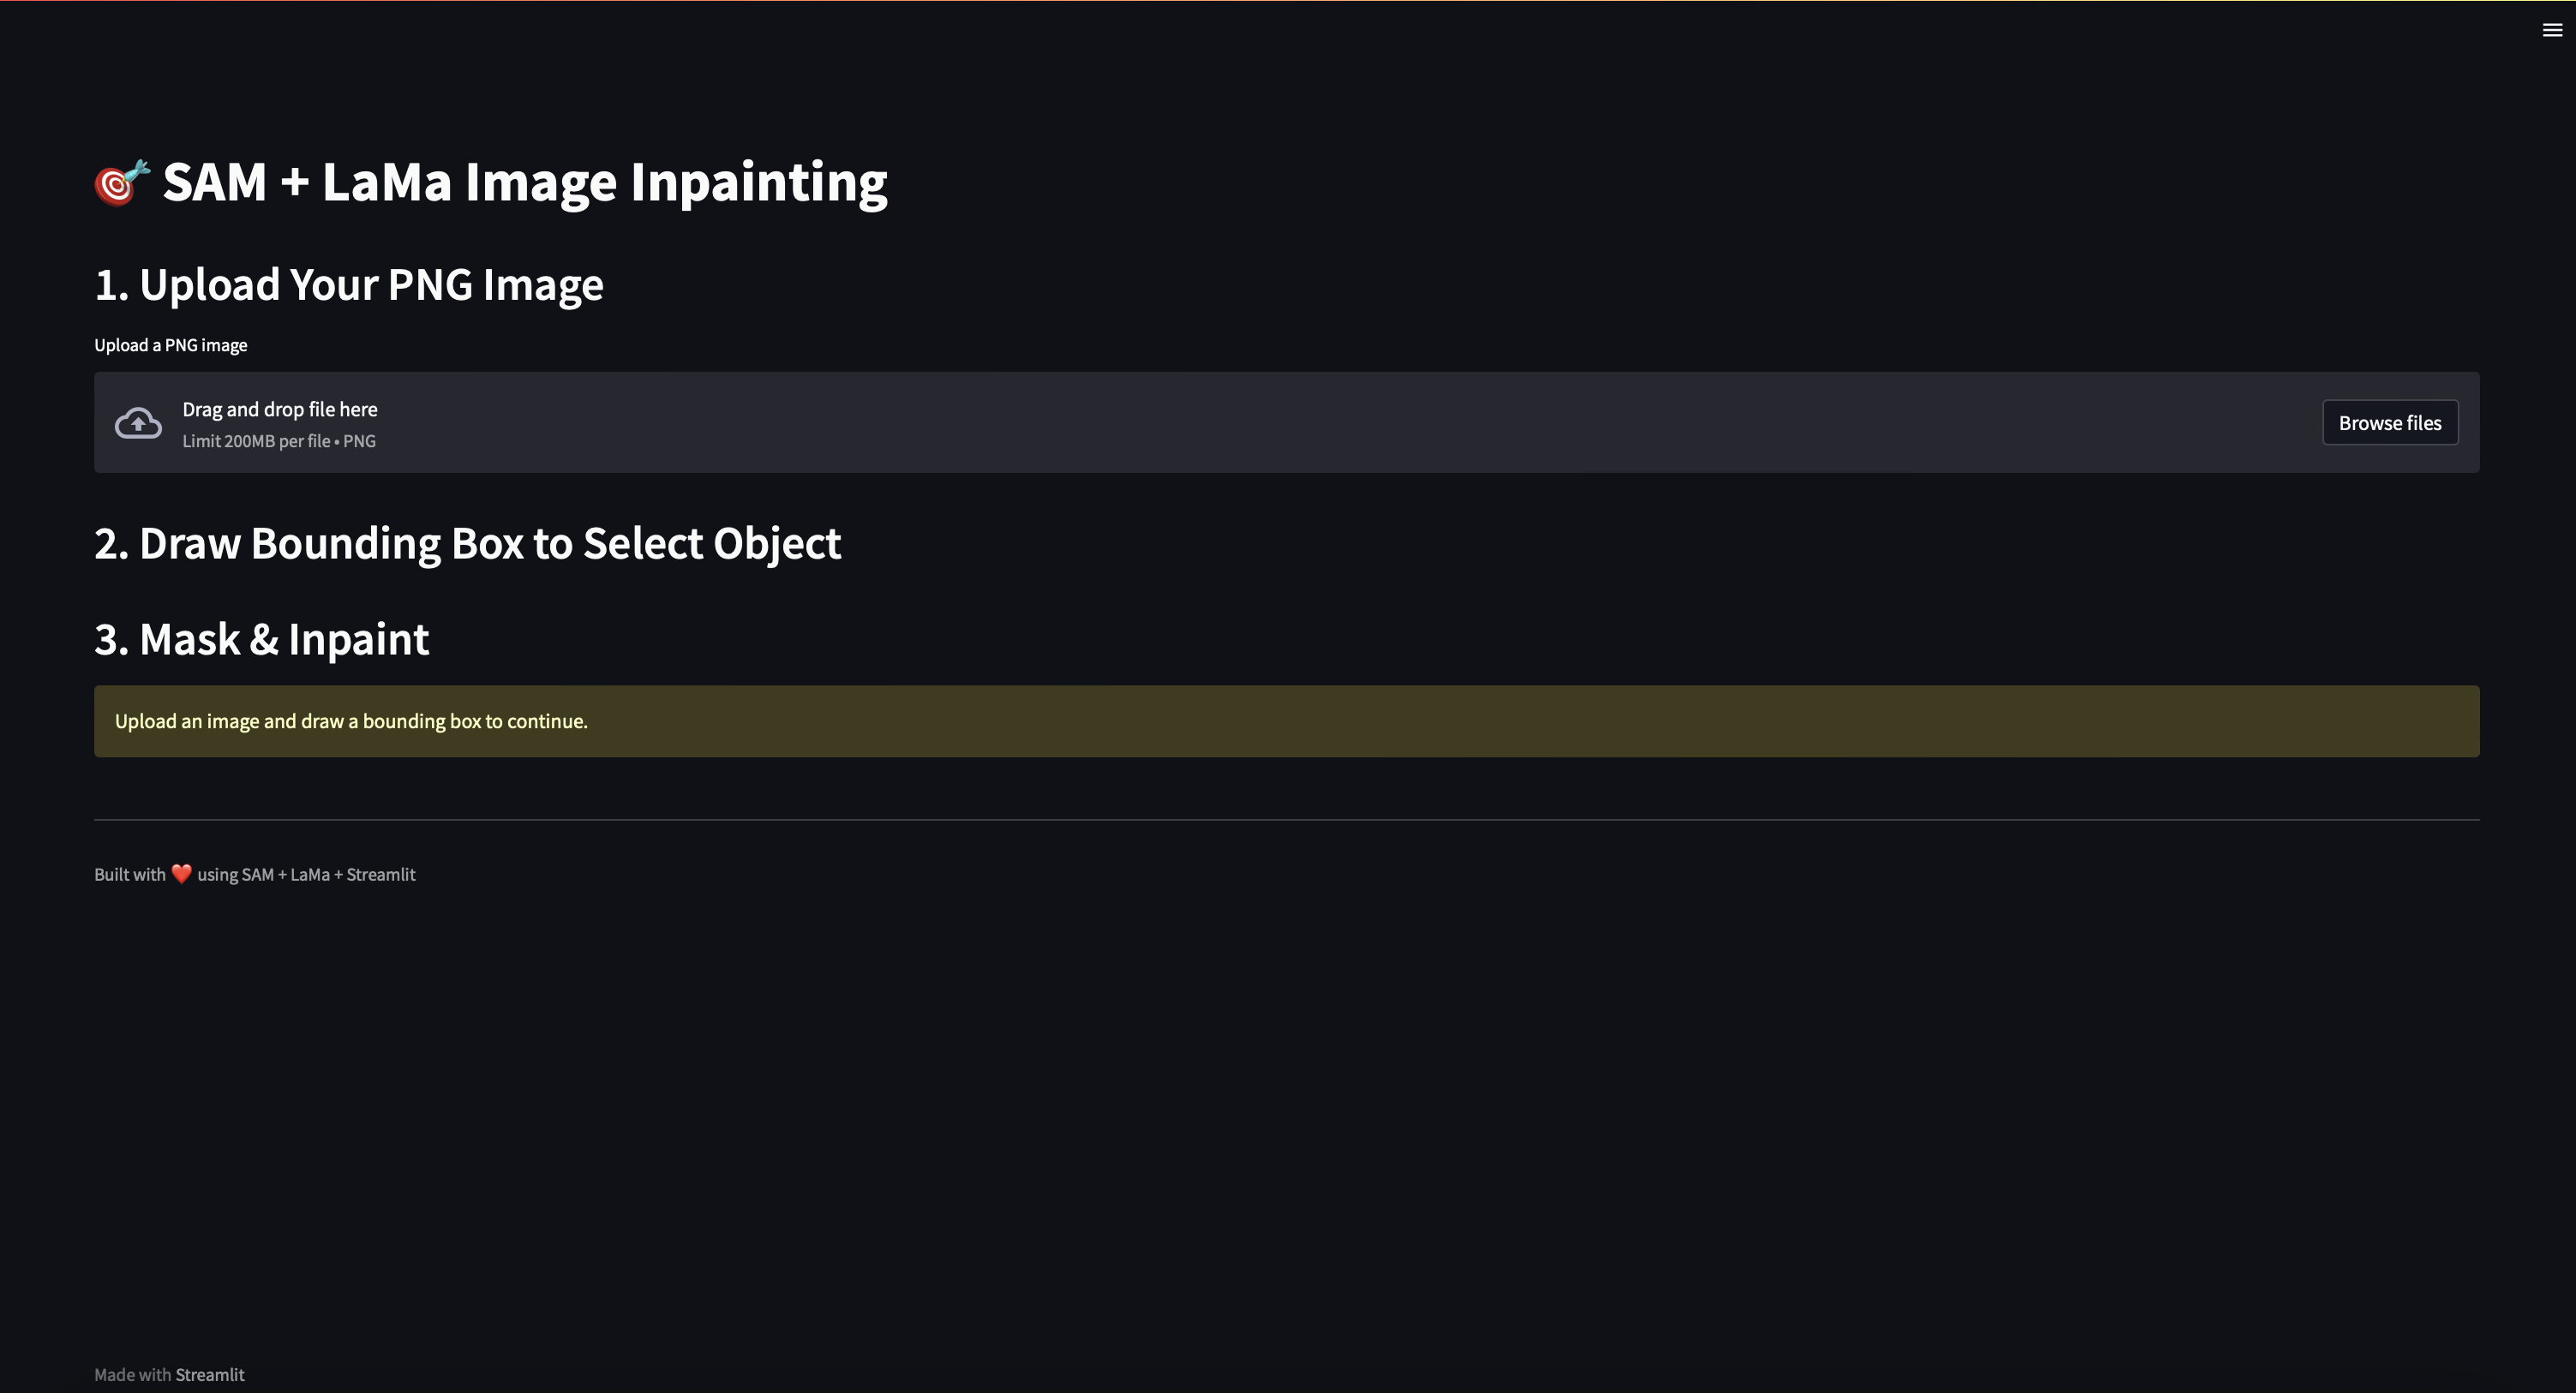 🎯 SAM + LaMa Image Inpainting
1. Upload Your PNG Image
Upload a PNG image
Drag and drop file here
Limit 200MB per file • PNG
Browse files
2. Draw Bounding Box to Select Object
3. Mask & Inpaint
Upload an image and draw a bounding box to continue.
Built with ❤️ using SAM + LaMa + Streamlit
Made with Streamlit